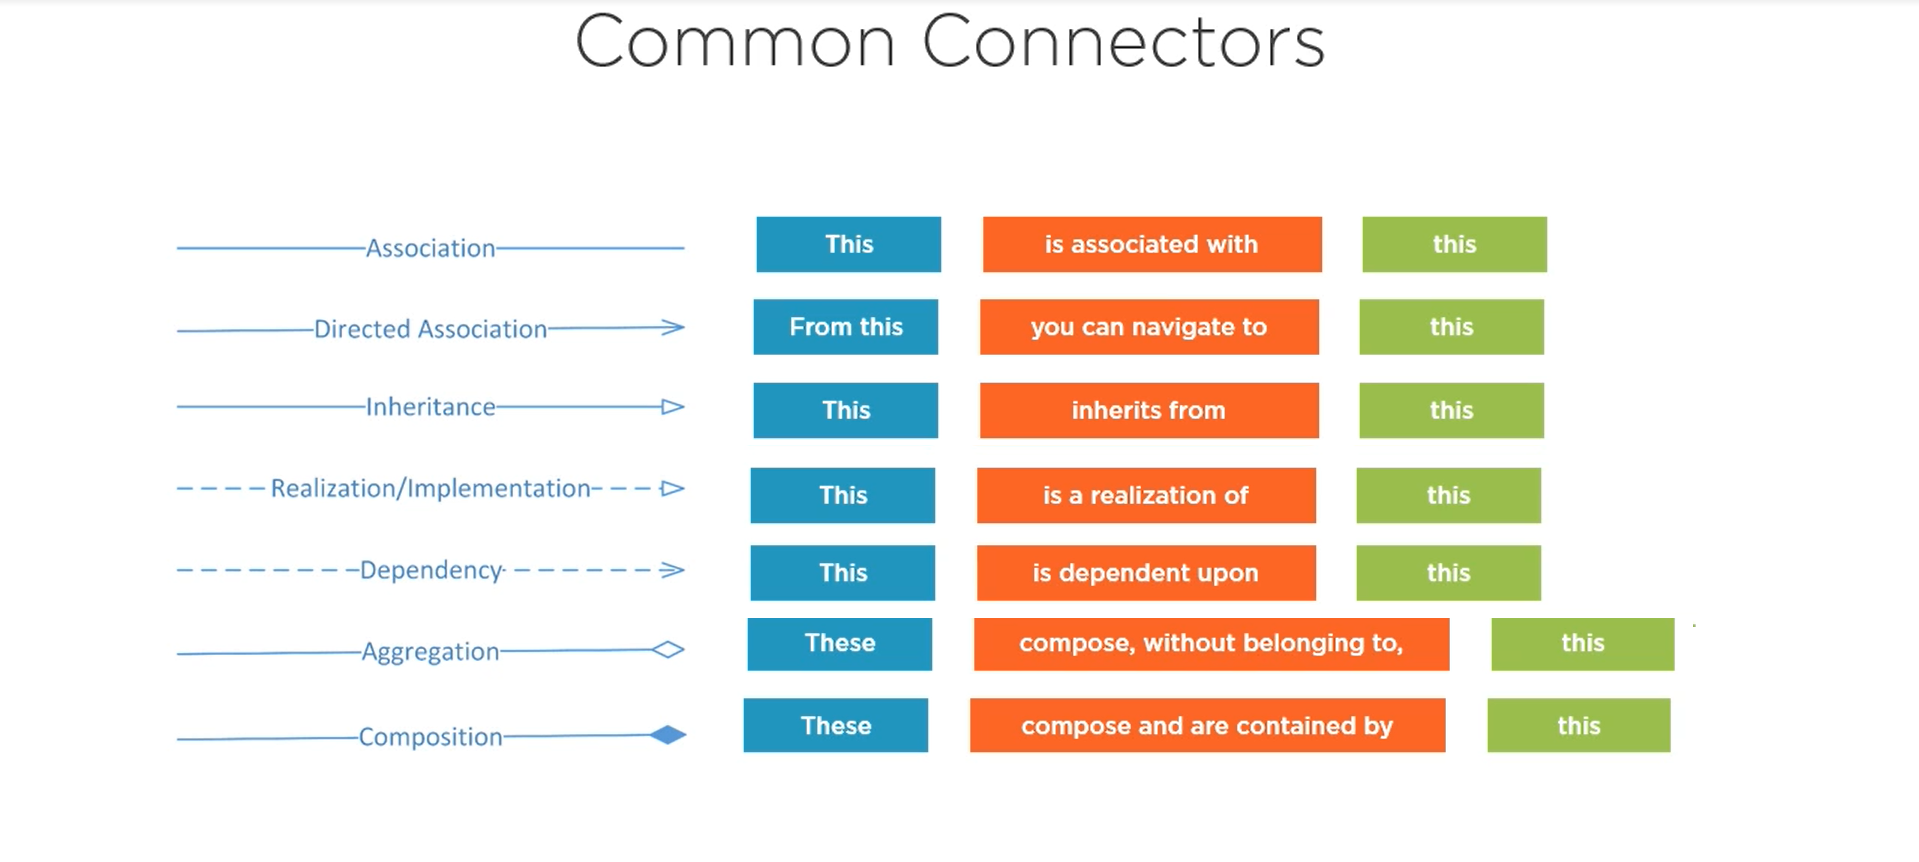 Common Connectors
Association This is associated with this
Directed Association From this you can navigate to this
Inheritance This inherits from this
Realization/Implementation This is a realization of this
Dependency This is dependent upon this
Aggregation These compose, without belonging to, this
Composition These compose and are contained by this